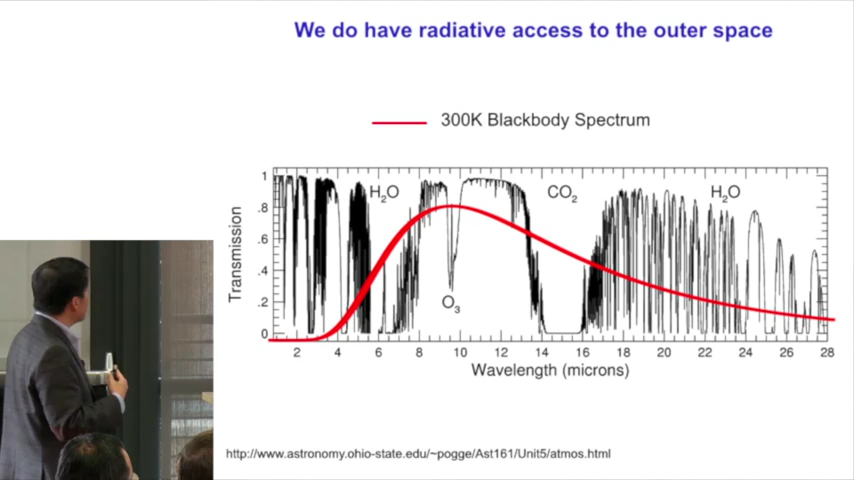 We do have radiative access to the outer space
300K Blackbody Spectrum
1
.8
.6
.4
.2
0
Transmission
H₂O
CO₂
H₂O
O₃
2 4 6 8 10 12 14 16 18 20 22 24 26 28
Wavelength (microns)
http://www.astronomy.ohio-state.edu/~pogge/Ast161/Unit5/atmos.html